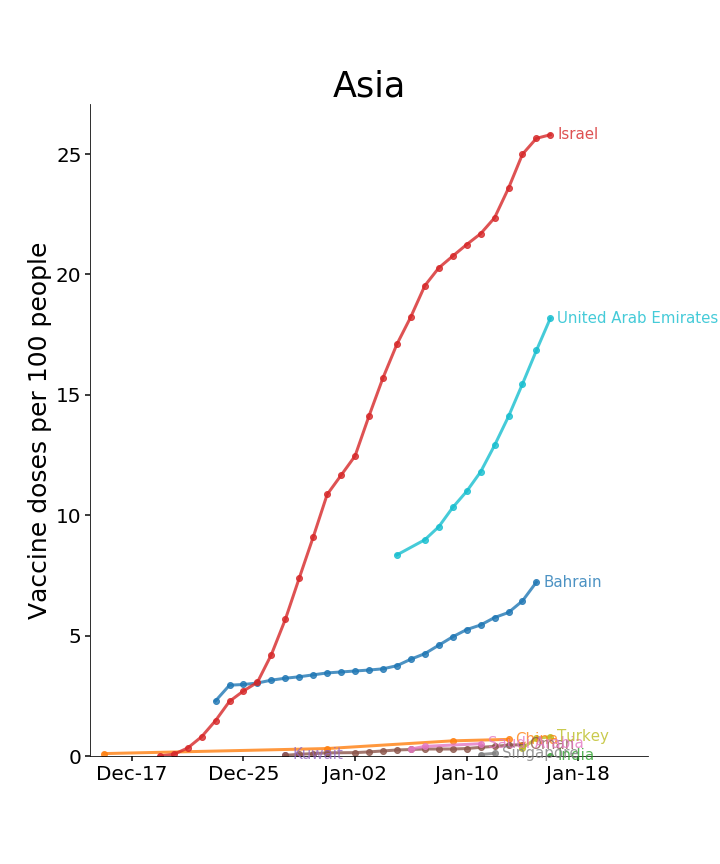 Asia
Vaccine doses per 100 people
25
20
15
10
5
0
Israel
United Arab Emirates
Bahrain
Turkey
China
Oman
Kuwait
Singapore
India
Dec-17
Dec-25
Jan-02
Jan-10
Jan-18